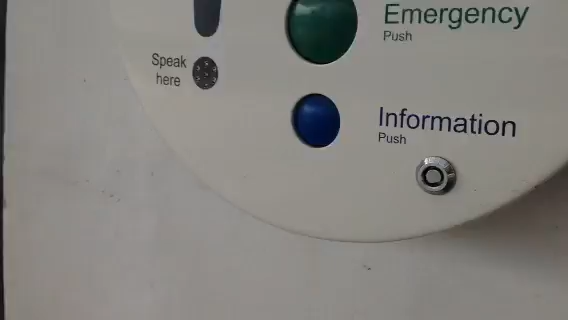 Emergency
Push
Speak
here
Information
Push